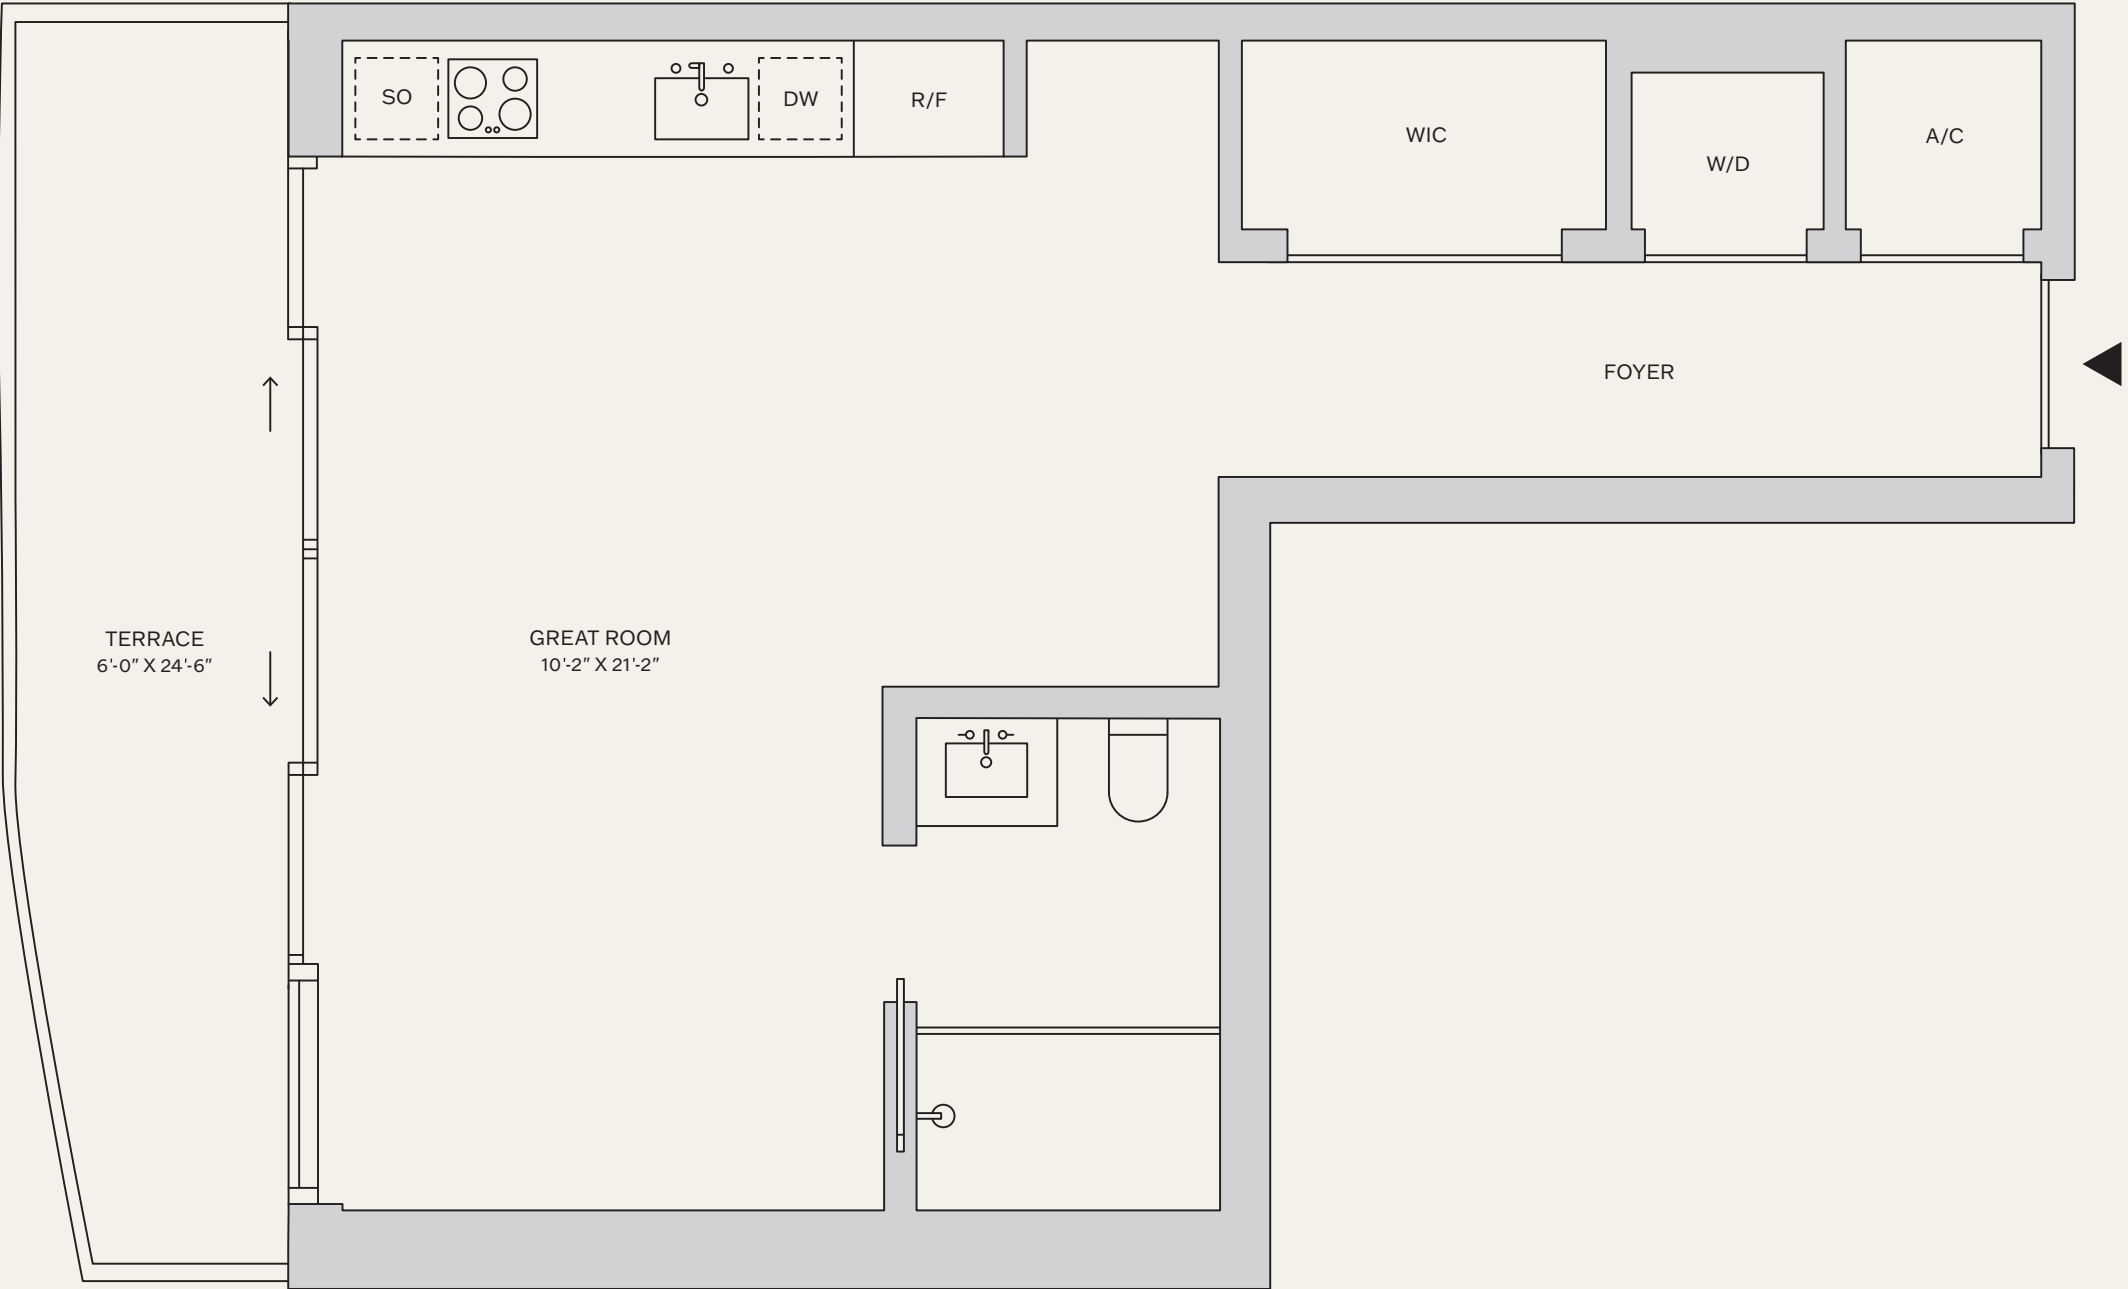 SO
DW
R/F
WIC
W/D
A/C
FOYER
TERRACE
6'-0" X 24'-6"
GREAT ROOM
10'-2" X 21'-2"